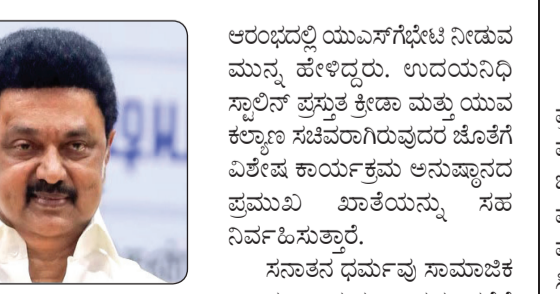 ಆರಂಭದಲ್ಲಿ ಯುಎಸ್‌ಗೆಭೇಟಿ ನೀಡುವ
ಮುನ್ನ ಹೇಳಿದ್ದರು. ಉದಯನಿಧಿ
ಸ್ಟಾಲಿನ್ ಪ್ರಸ್ತುತ ಕ್ರೀಡಾ ಮತ್ತು ಯುವ
ಕಲ್ಯಾಣ ಸಚಿವರಾಗಿರುವುದರ ಜೊತೆಗೆ
ವಿಶೇಷ ಕಾರ್ಯಕ್ರಮ ಅನುಷ್ಠಾನದ
ಪ್ರಮುಖ ಖಾತೆಯನ್ನು ಸಹ
ನಿರ್ವಹಿಸುತ್ತಾರೆ.
ಸನಾತನ ಧರ್ಮವು ಸಾಮಾಜಿಕ